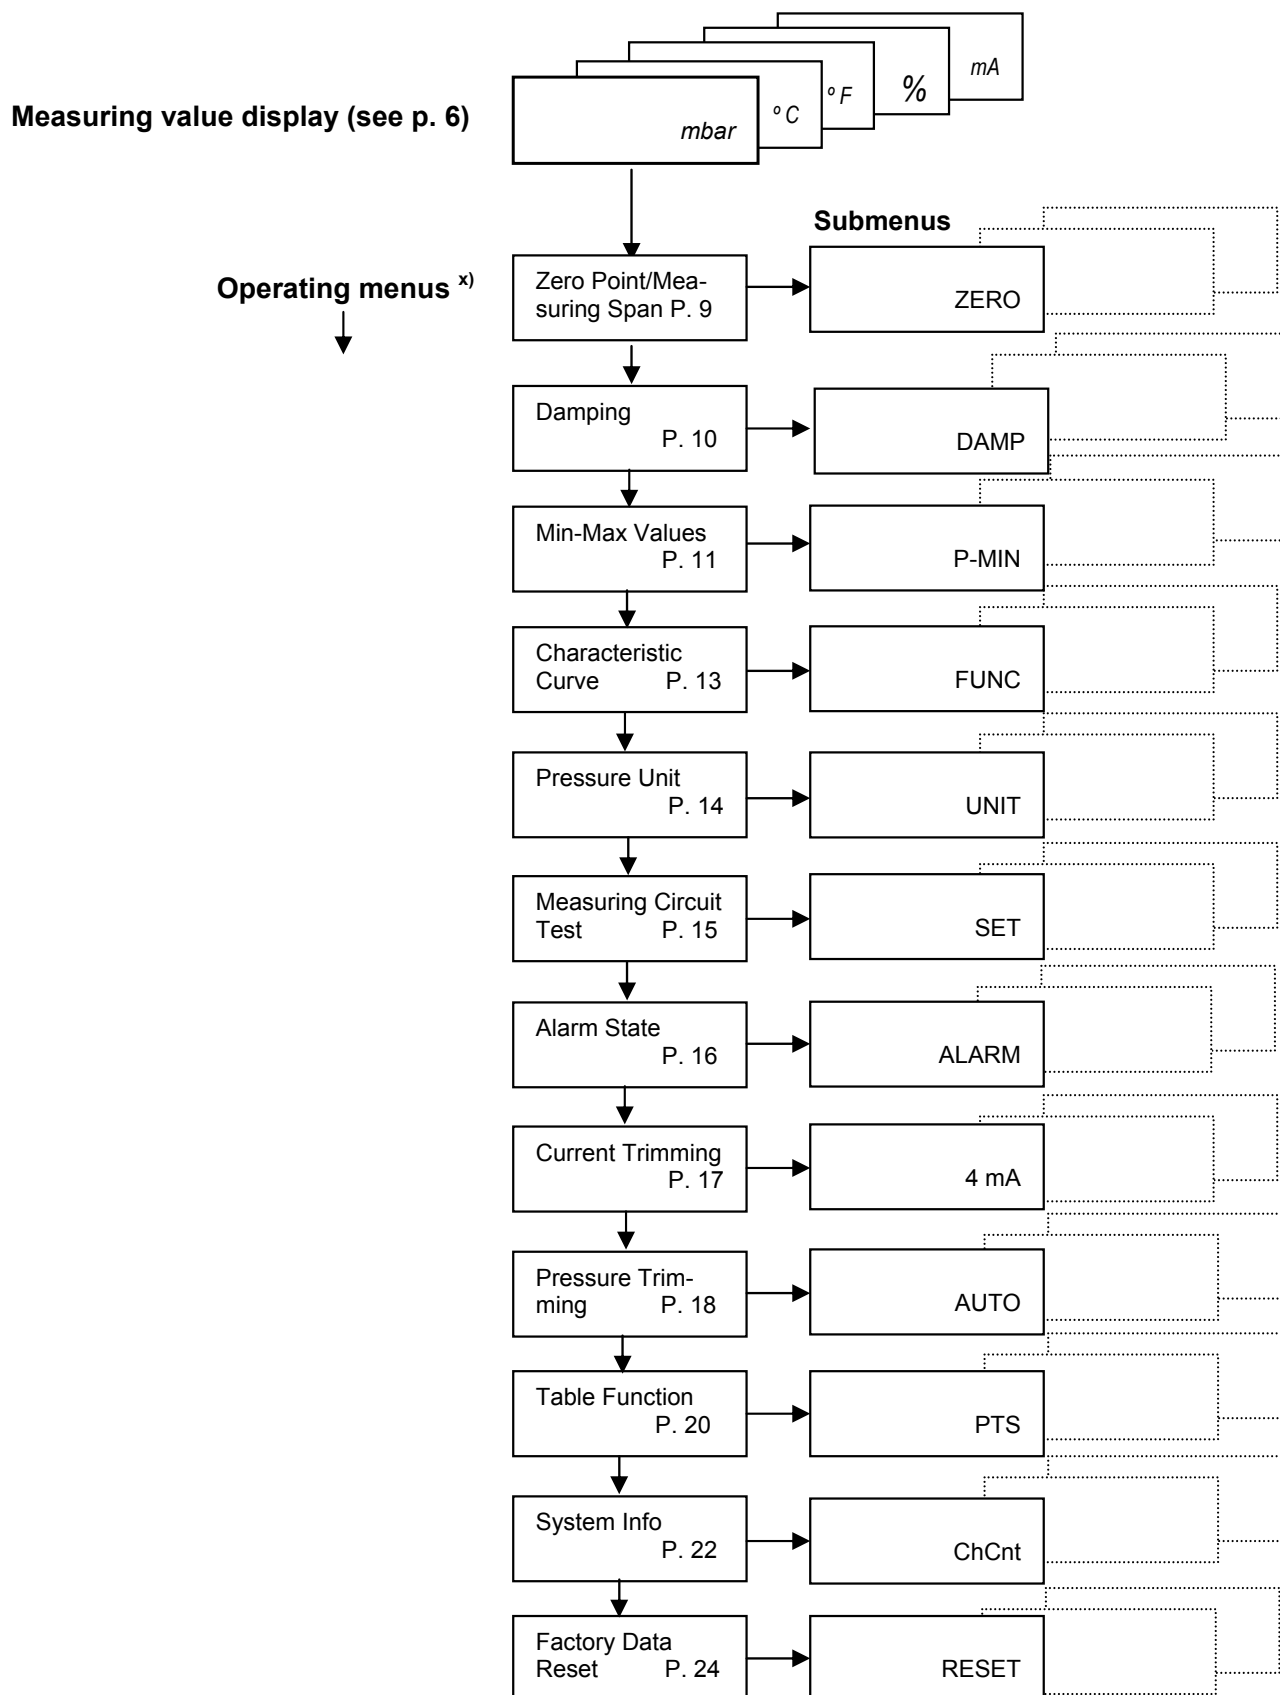 mA
%
º F
º C
mbar
Measuring value display (see p. 6)
Submenus
Operating menus x)
Zero Point/Mea-
suring Span P. 9
ZERO
Damping
P. 10
DAMP
Min-Max Values
P. 11
P-MIN
Characteristic
Curve P. 13
FUNC
Pressure Unit
P. 14
UNIT
Measuring Circuit
Test P. 15
SET
Alarm State
P. 16
ALARM
Current Trimming
P. 17
4 mA
Pressure Trim-
ming P. 18
AUTO
Table Function
P. 20
PTS
System Info
P. 22
ChCnt
Factory Data
Reset P. 24
RESET